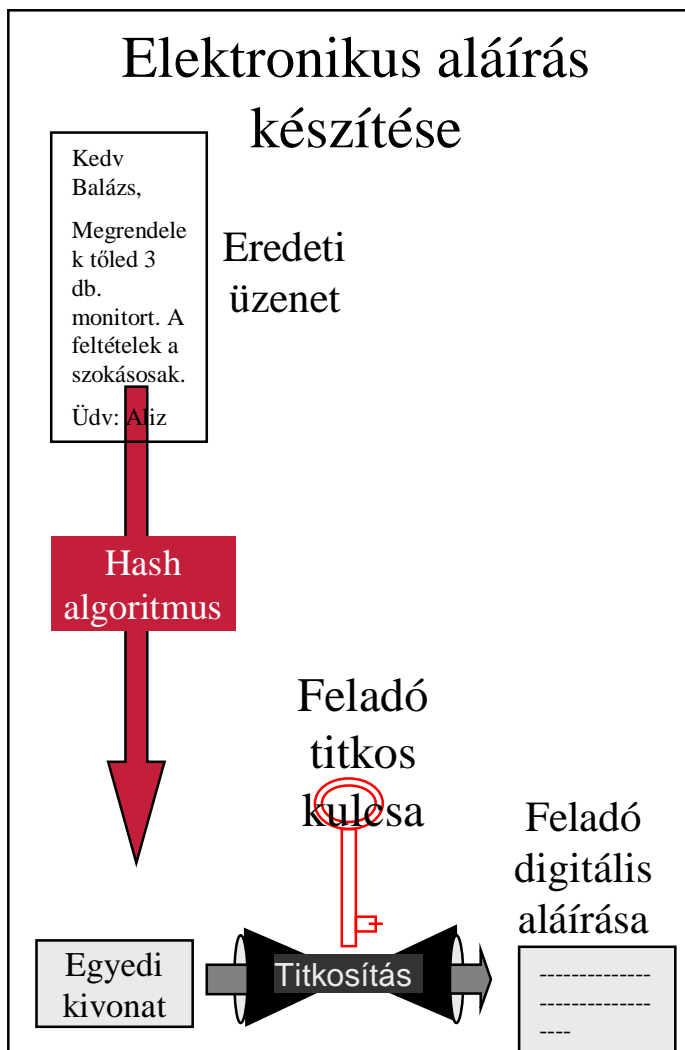 Elektronikus aláírás
készítése
Kedv
Balázs,
Megrendele
k tőled 3
db.
monitort. A
feltételek a
szokásosak.
Üdv: Aliz
Eredeti
üzenet
Hash
algoritmus
Feladó
titkos
kulcsa
Feladó
digitális
aláírása
Egyedi
kivonat
Titkosítás
--------------
--------------
----